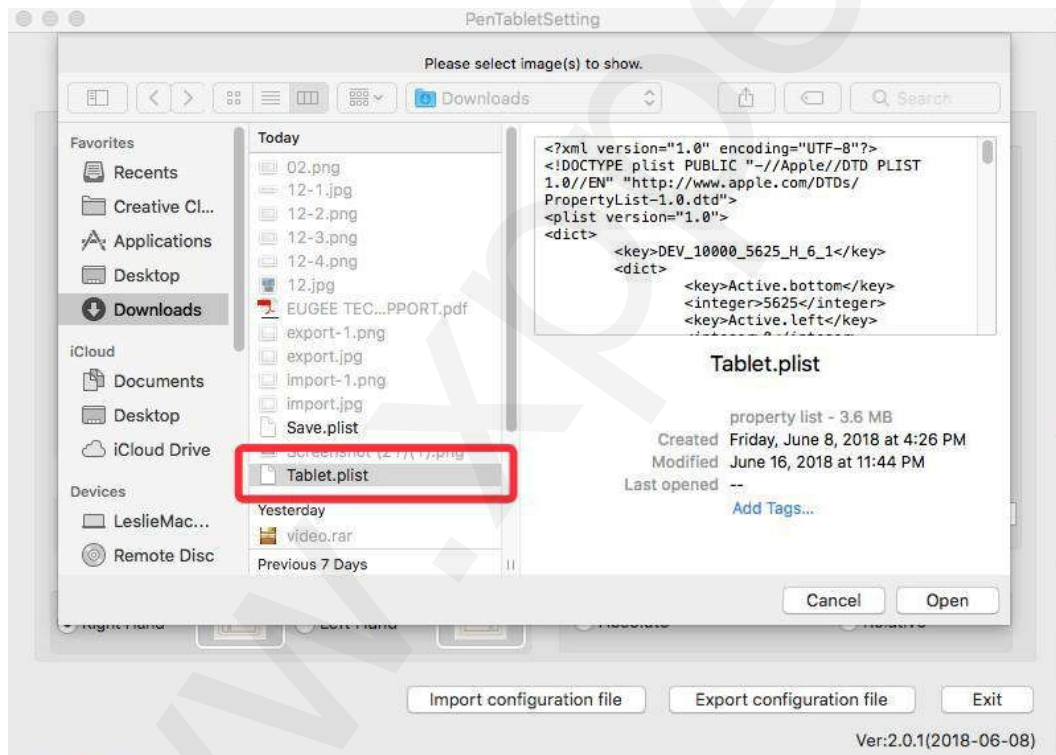 PenTabletSetting
Please select image(s) to show.
Downloads
Search
Favorites
Recents
Creative Cl...
Applications
Desktop
Downloads
iCloud
Documents
Desktop
iCloud Drive
Devices
LeslieMac...
Remote Disc
Today
02.png
12-1.jpg
12-2.png
12-3.png
12-4.png
12.jpg
EUGEE TEC...PPORT.pdf
export-1.png
export.jpg
import-1.png
import.jpg
Save.plist
Tablet.plist
Yesterday
video.rar
Previous 7 Days
<?xml version="1.0" encoding="UTF-8"?>
<!DOCTYPE plist PUBLIC "-//Apple//DTD PLIST
1.0//EN" "http://www.apple.com/DTDs/
PropertyList-1.0.dtd">
<plist version="1.0">
<dict>
<key>DEV_10000_5625_H_6_1</key>
<dict>
<key>Active.bottom</key>
<integer>5625</integer>
<key>Active.left</key>
Tablet.plist
property list - 3.6 MB
Created Friday, June 8, 2018 at 4:26 PM
Modified June 16, 2018 at 11:44 PM
Last opened --
Add Tags...
Cancel
Open
Import configuration file
Export configuration file
Exit
Ver:2.0.1(2018-06-08)